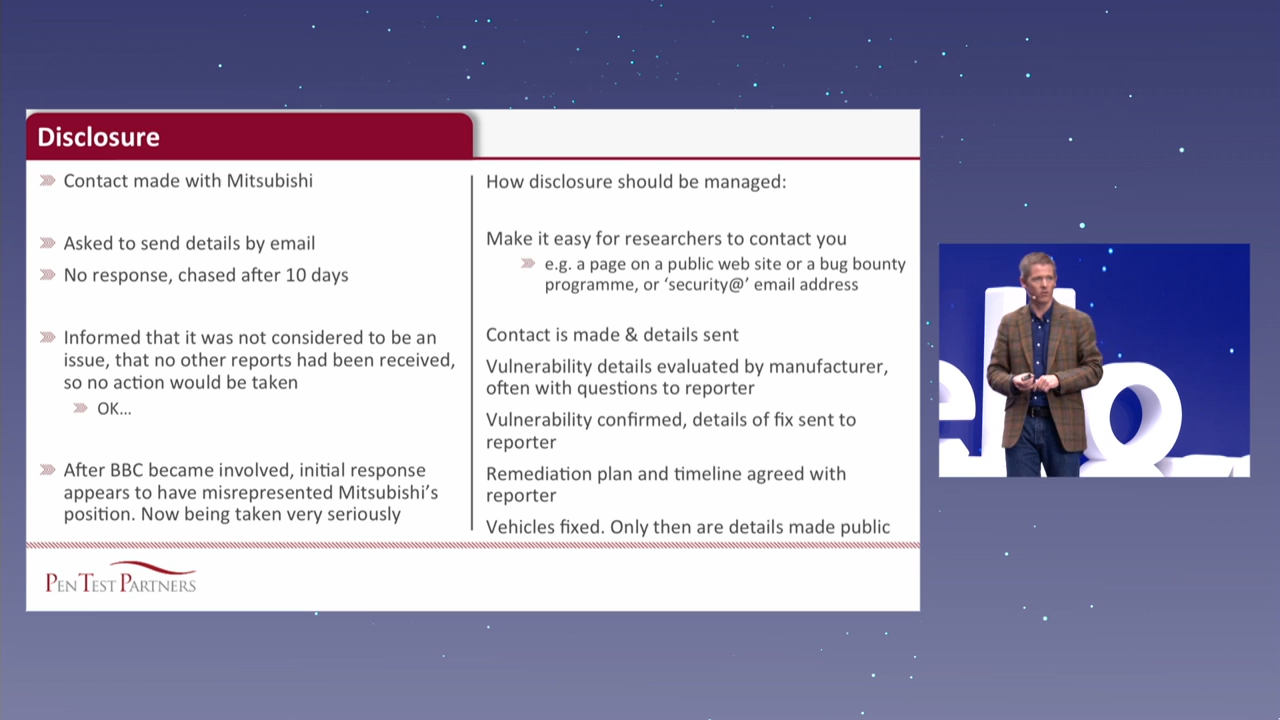 Disclosure
Contact made with Mitsubishi
Asked to send details by email
No response, chased after 10 days
Informed that it was not considered to be an
issue, that no other reports had been received,
so no action would be taken
OK…
After BBC became involved, initial response
appears to have misrepresented Mitsubishi’s
position. Now being taken very seriously
How disclosure should be managed:
Make it easy for researchers to contact you
e.g. a page on a public web site or a bug bounty
programme, or ‘security@’ email address
Contact is made & details sent
Vulnerability details evaluated by manufacturer,
often with questions to reporter
Vulnerability confirmed, details of fix sent to
reporter
Remediation plan and timeline agreed with
reporter
Vehicles fixed. Only then are details made public
PEN TEST PARTNERS